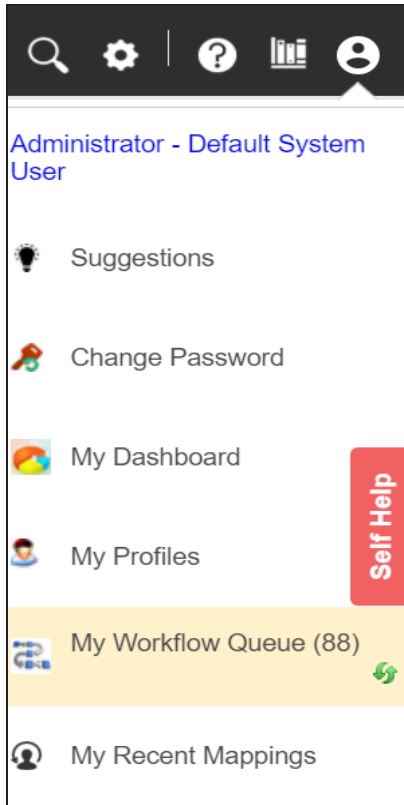 Administrator - Default System
User
Suggestions
Change Password
My Dashboard
Self Help
My Profiles
My Workflow Queue (88)
My Recent Mappings